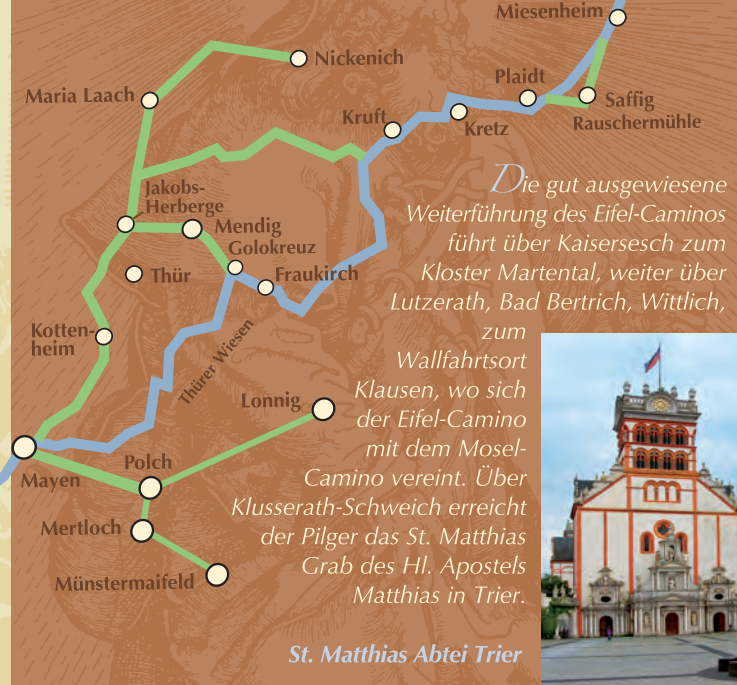 Miesenheim
Nickenich
Plaidt
Maria Laach
Saffig
Kruft
Kretz
Rauschermühle
Die gut ausgewiesene
Weiterführung des Eifel-Caminos
führt über Kaisersesch zum
Kloster Martental, weiter über
Lutzerath, Bad Bertrich, Wittlich,
zum
Wallfahrtsort
Klausen, wo sich
der Eifel-Camino
mit dem Mosel-
Camino vereint. Über
Klusserath-Schweich erreicht
der Pilger das St. Matthias
Grab des Hl. Apostels
Matthias in Trier.
Jakobs-
Herberge
Mendig
Golokreuz
Thür
Fraukirch
Kotten-
heim
Thürer Wiesen
Lonnig
Mayen
Polch
Mertloch
Münstermaifeld
St. Matthias Abtei Trier